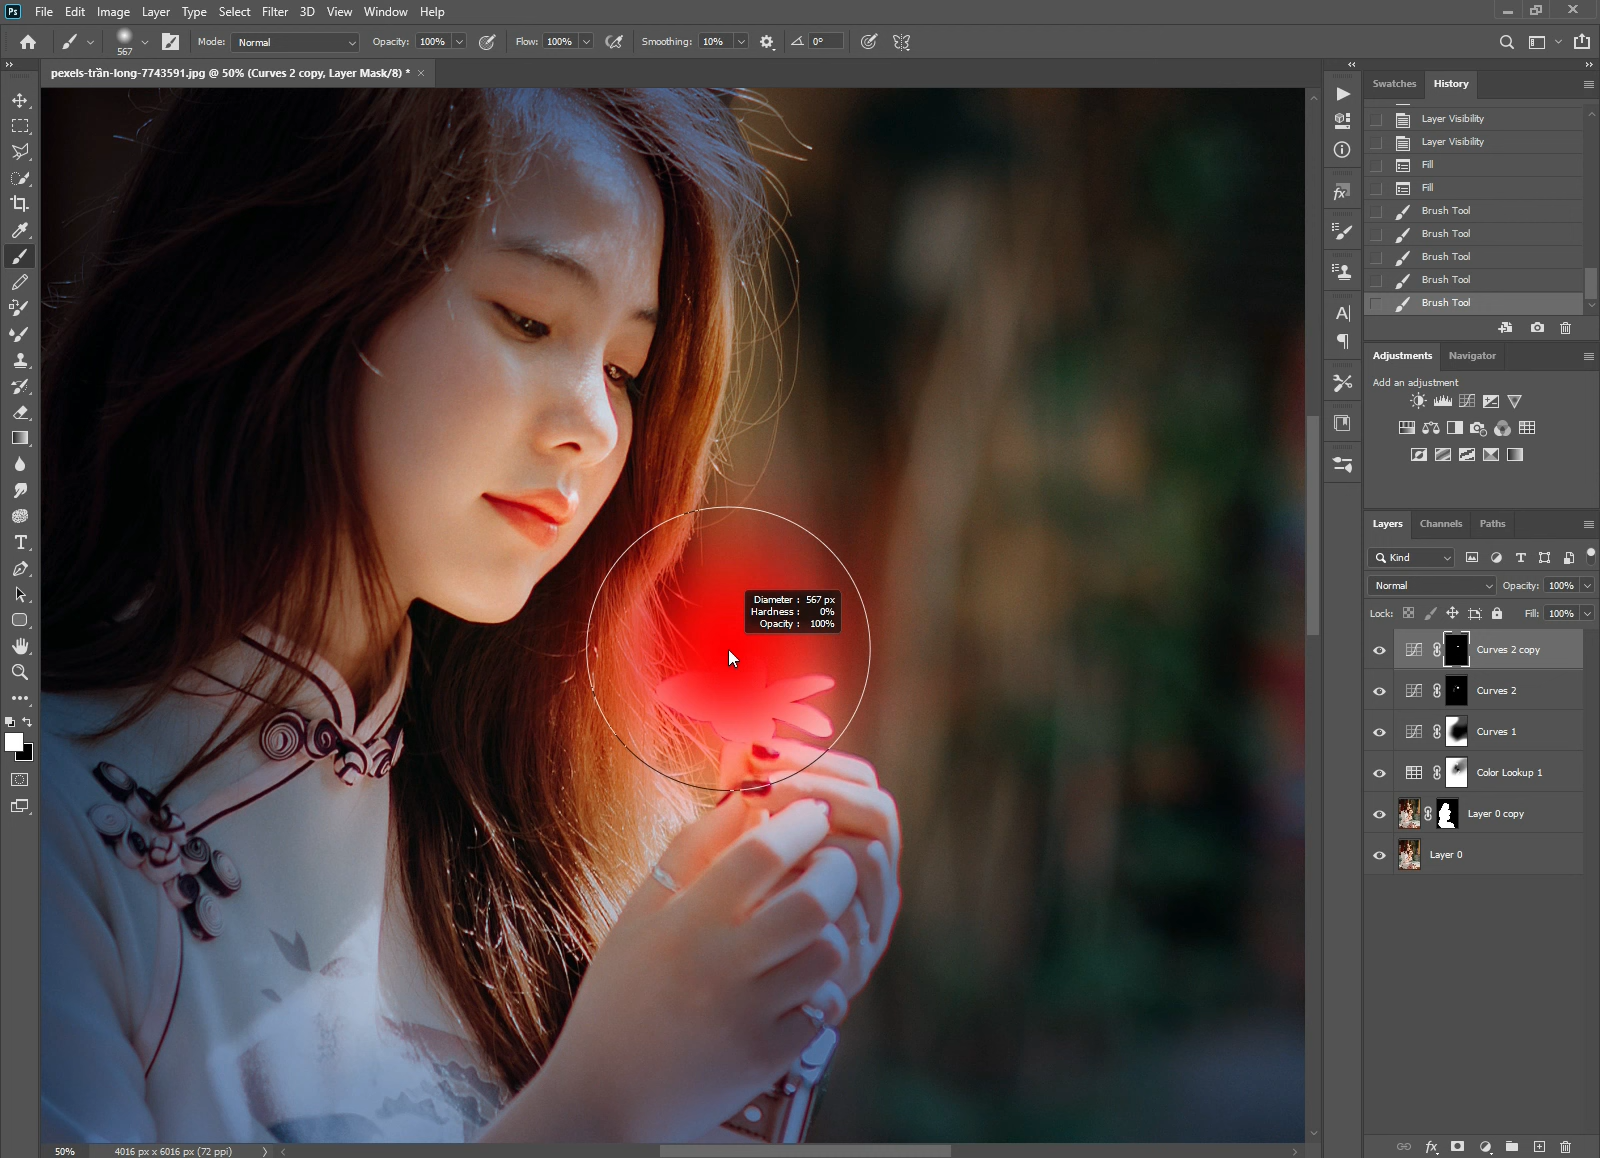 Ps File Edit Image Layer Type Select Filter 3D View Window Help
567 Mode: Normal Opacity: 100% Flow: 100% Smoothing: 10% 0°
pexels-trần-long-7743591.jpg @ 50% (Curves 2 copy, Layer Mask/8) *
Swatches History
Layer Visibility
Layer Visibility
Fill
Fill
Brush Tool
Brush Tool
Brush Tool
Brush Tool
Brush Tool
Adjustments Navigator
Add an adjustment
Layers Channels Paths
Kind
Normal Opacity: 100%
Lock: Fill: 100%
Curves 2 copy
Curves 2
Curves 1
Color Lookup 1
Layer 0 copy
Layer 0
Diameter : 567 px
Hardness : 0%
Opacity : 100%
50% 4016 px x 6016 px (72 ppi)